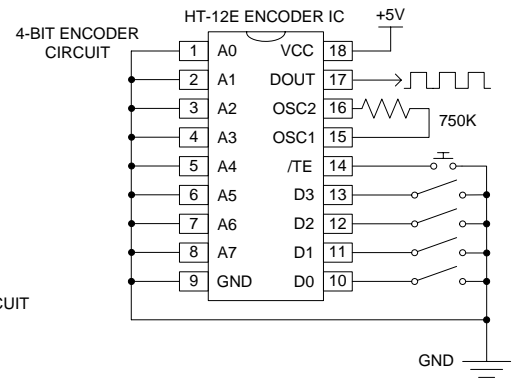 4-BIT ENCODER
CIRCUIT
HT-12E ENCODER IC
+5V
1 A0 VCC 18
2 A1 DOUT 17
3 A2 OSC2 16
750K
4 A3 OSC1 15
5 A4 /TE 14
6 A5 D3 13
7 A6 D2 12
8 A7 D1 11
9 GND D0 10
CUIT
GND